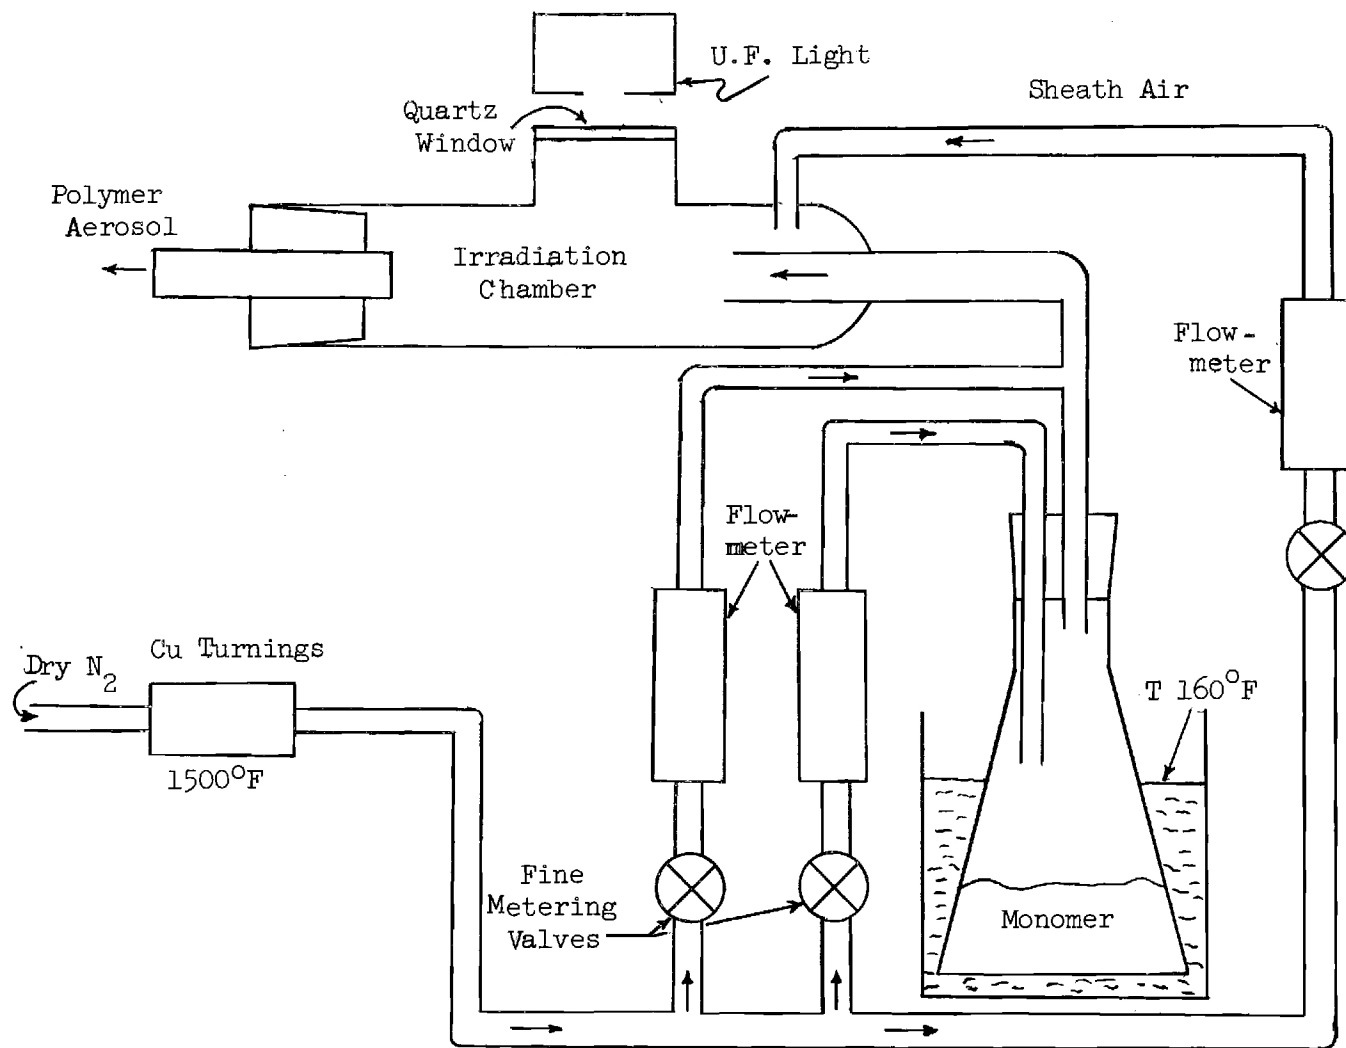 U.F. Light
Sheath Air
Quartz
Window
Polymer
Aerosol
Irradiation
Chamber
Flow-
meter
Flow-
meter
Cu Turnings
Dry N₂
T 160°F
1500°F
Fine
Metering
Valves
Monomer